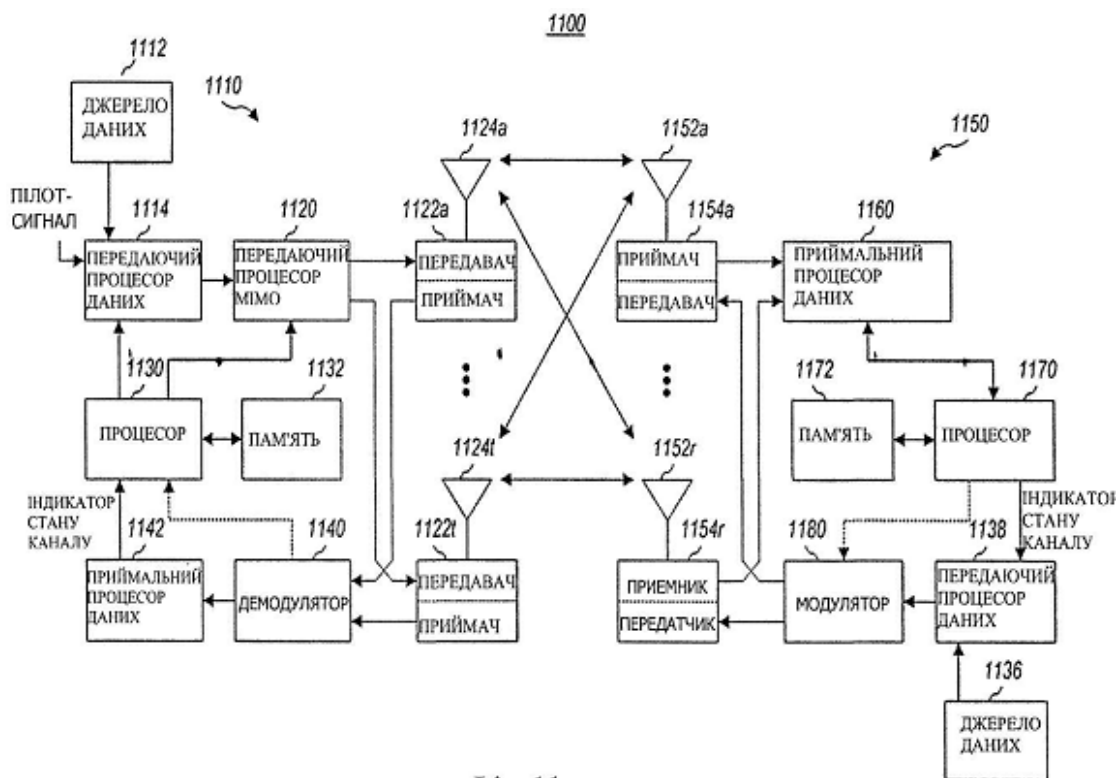 1100
1112
ДЖЕРЕЛО
ДАНИХ
1110
1124a
1152a
1150
ПІЛОТ-
СИГНАЛ
1114
ПЕРЕДАЮЧИЙ
ПРОЦЕСОР
ДАНИХ
1120
ПЕРЕДАЮЧИЙ
ПРОЦЕСОР
МІМО
1122a
ПЕРЕДАВАЧ
ПРИЙМАЧ
1154a
ПРИЙМАЧ
ПЕРЕДАВАЧ
1160
ПРИЙМАЛЬНИЙ
ПРОЦЕСОР
ДАНИХ
1130
ПРОЦЕСОР
1132
ПАМ'ЯТЬ
1172
ПАМ'ЯТЬ
1170
ПРОЦЕСОР
1124t
1152r
ІНДИКАТОР
СТАНУ
КАНАЛУ
1142
ПРИЙМАЛЬНИЙ
ПРОЦЕСОР
ДАНИХ
1140
ДЕМОДУЛЯТОР
1122t
ПЕРЕДАВАЧ
ПРИЙМАЧ
1154r
ПРИЕМНИК
ПЕРЕДАТЧИК
1180
МОДУЛЯТОР
ІНДИКАТОР
СТАНУ
КАНАЛУ
1138
ПЕРЕДАЮЧИЙ
ПРОЦЕСОР
ДАНИХ
1136
ДЖЕРЕЛО
ДАНИХ